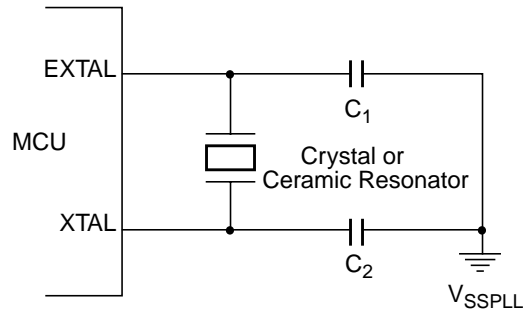 EXTAL
C1
MCU
Crystal or
Ceramic Resonator
XTAL
C2
VSSPLL